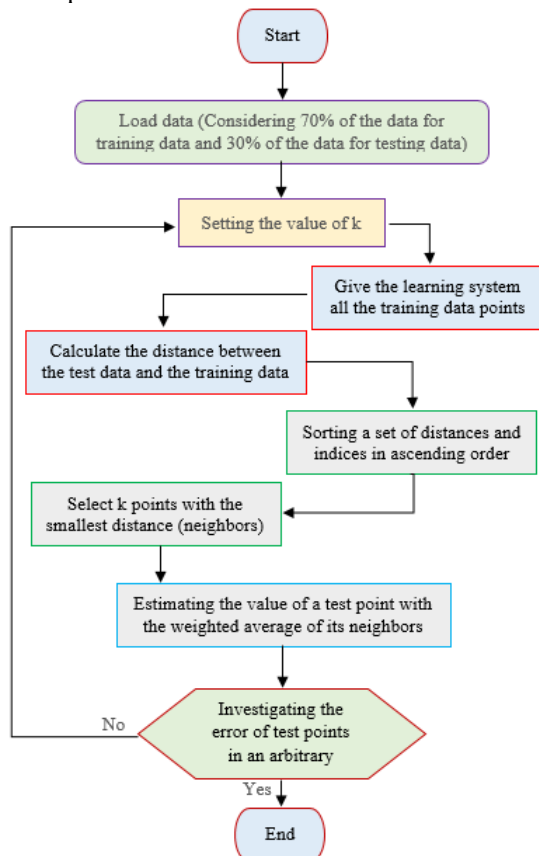 Start
Load data (Considering 70% of the data for
training data and 30% of the data for testing data)
Setting the value of k
Give the learning system
all the training data points
Calculate the distance between
the test data and the training data
Sorting a set of distances and
indices in ascending order
Select k points with the
smallest distance (neighbors)
Estimating the value of a test point with
the weighted average of its neighbors
Investigating the
error of test points
in an arbitrary
No
Yes
End